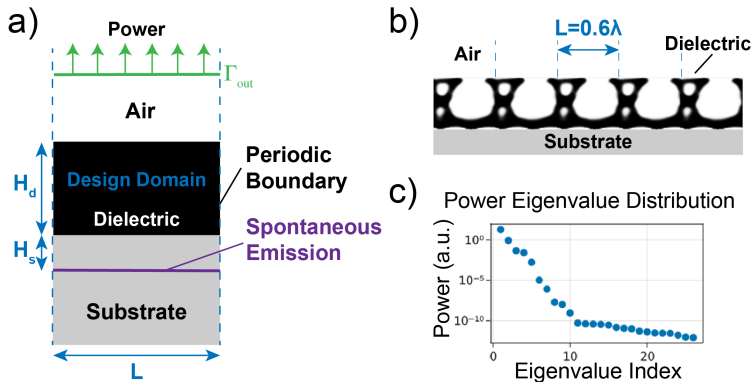 a)
Power
Γout
Air
Hd
Design Domain
Dielectric
Periodic
Boundary
Hs
Spontaneous
Emission
Substrate
L
b)
L=0.6λ
Air
Dielectric
Substrate
c)
Power Eigenvalue Distribution
Power (a.u.)
10⁰
10⁻⁵
10⁻¹⁰
0
10
20
Eigenvalue Index